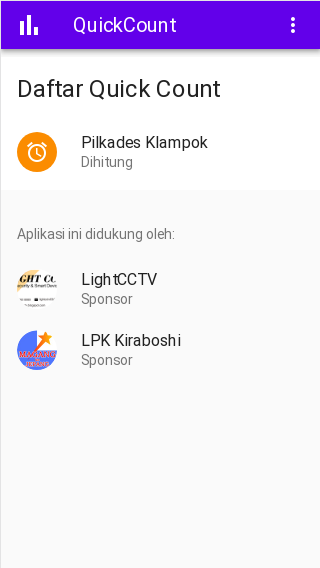 QuickCount
Daftar Quick Count
Pilkades Klampok
Dihitung
Aplikasi ini didukung oleh:
LightCCTV
Sponsor
LPK Kiraboshi
Sponsor